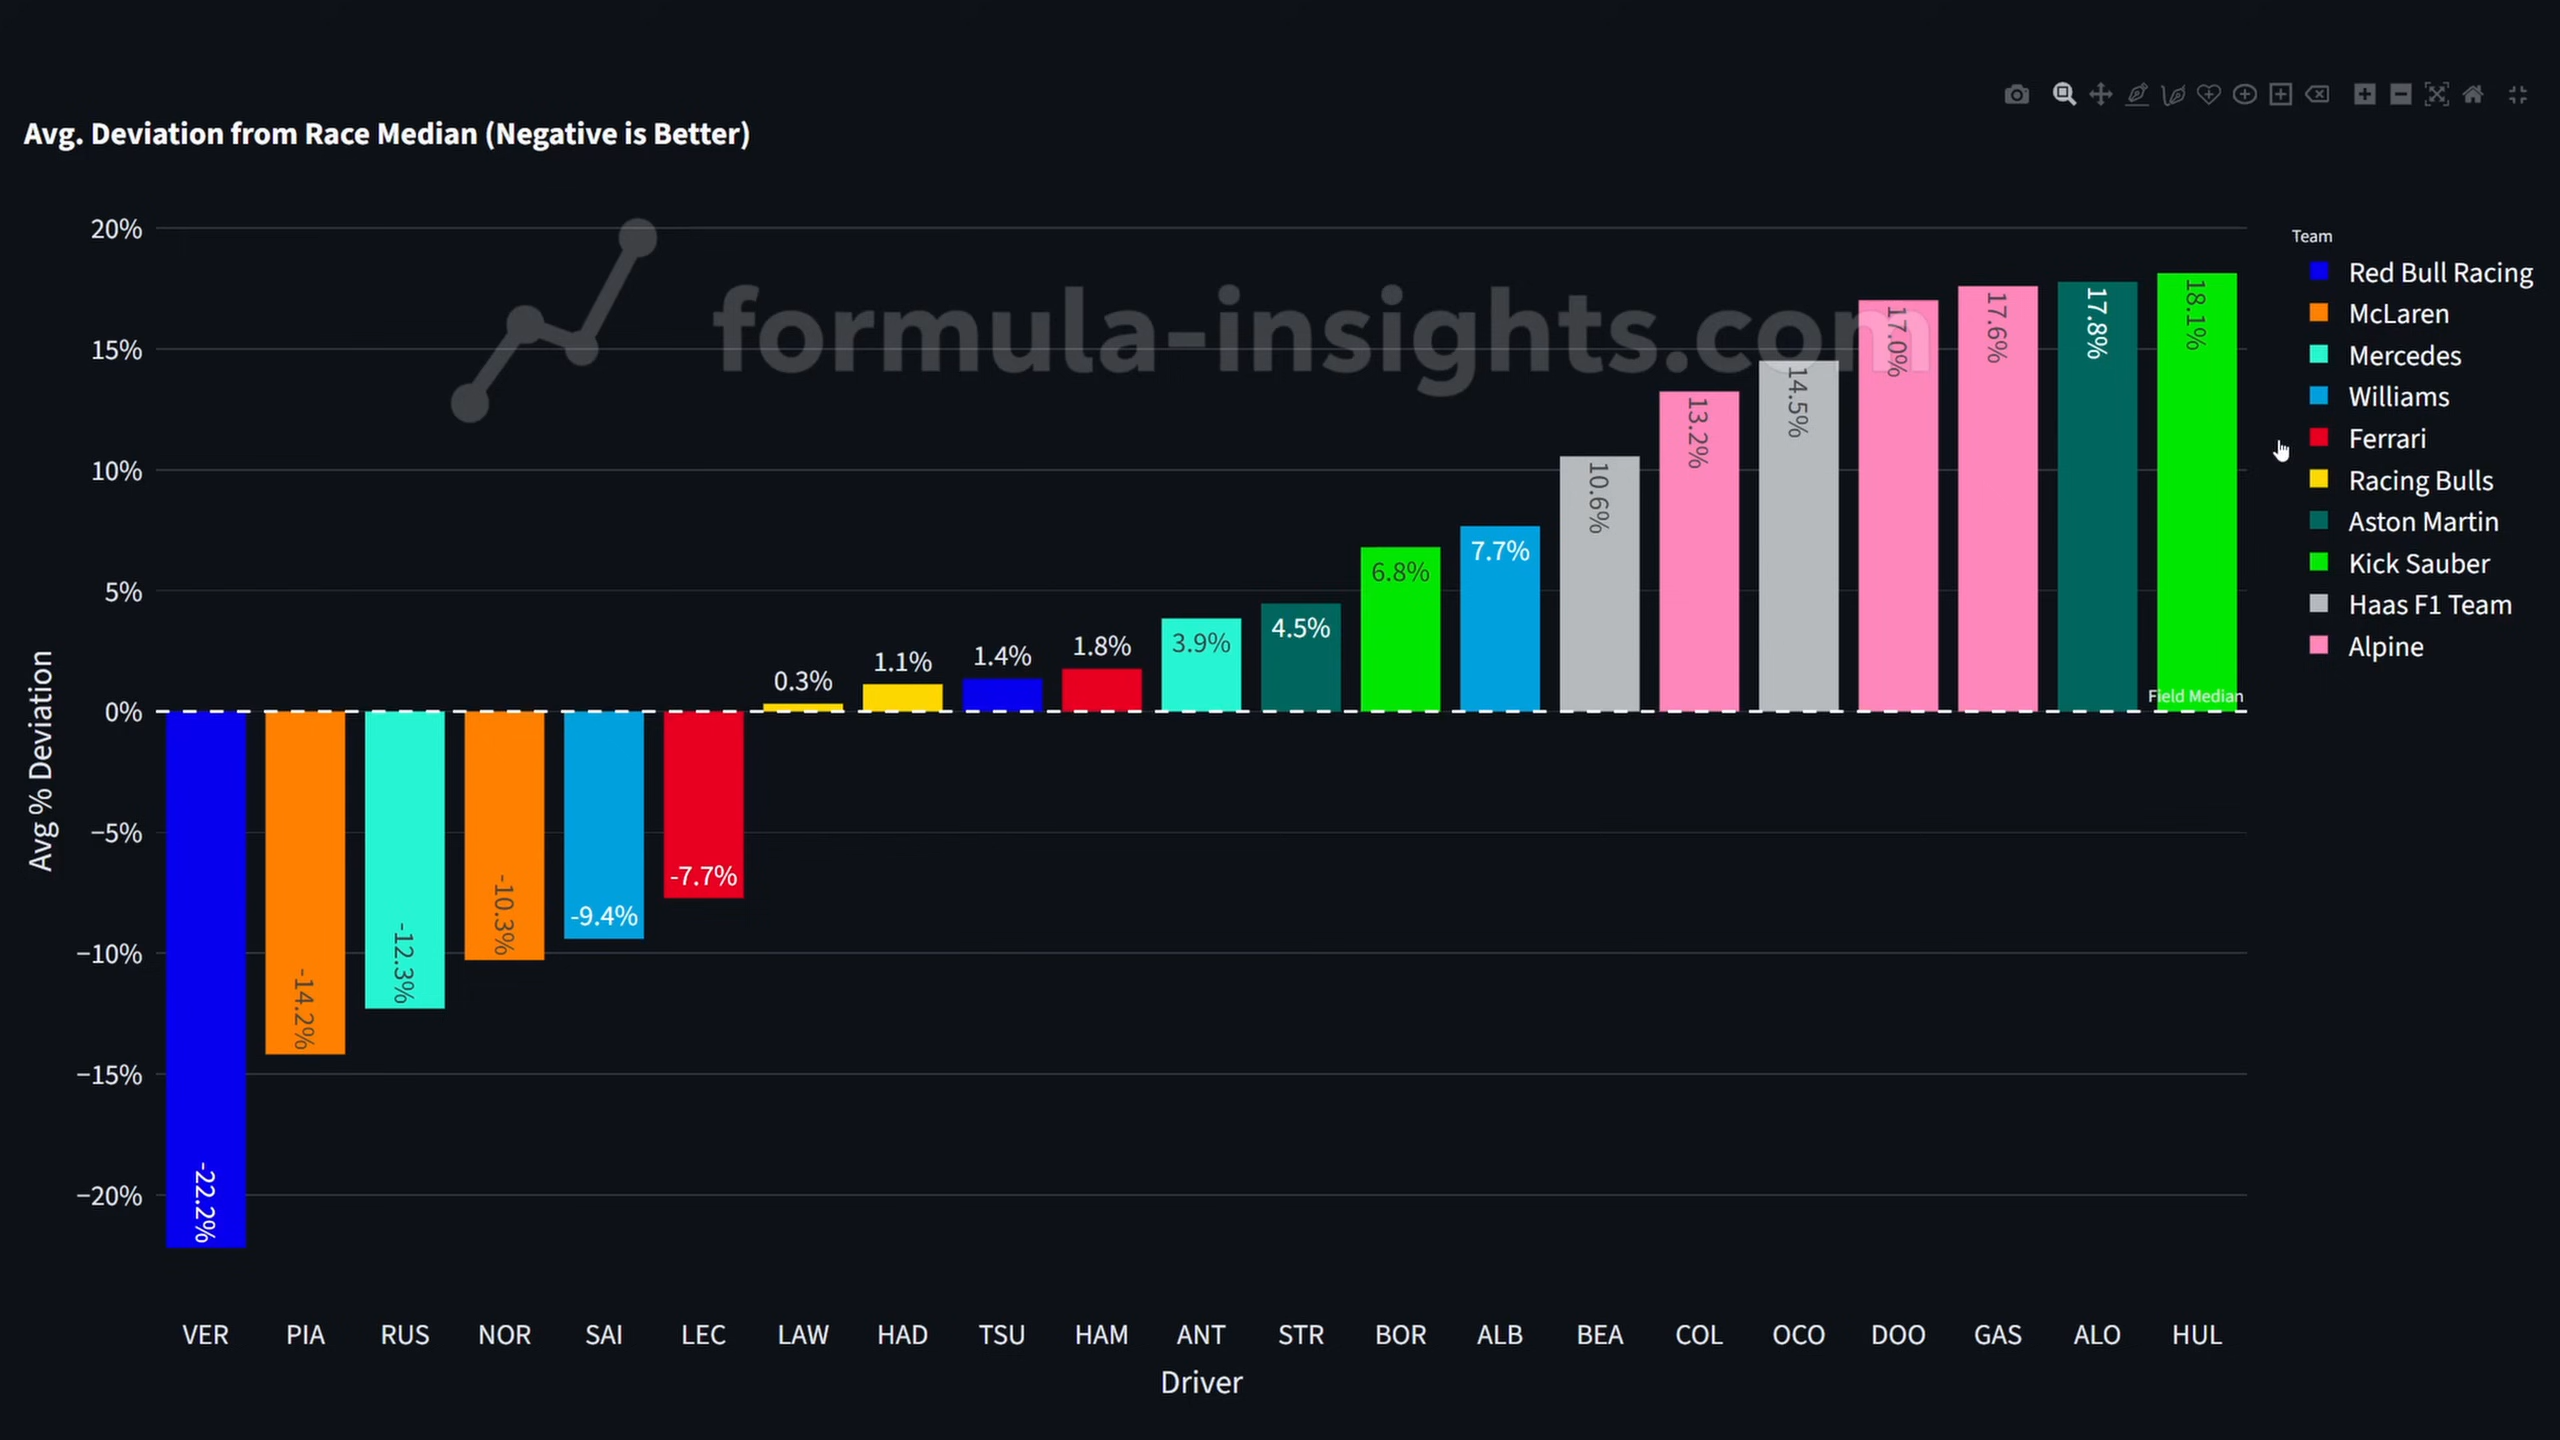 Avg. Deviation from Race Median (Negative is Better)
formula-insights.com
20%
15%
10%
5%
0%
−5%
−10%
−15%
−20%
Avg % Deviation
-22.2%
-14.2%
-12.3%
-10.3%
-9.4%
-7.7%
0.3%
1.1%
1.4%
1.8%
3.9%
4.5%
6.8%
7.7%
10.6%
13.2%
14.5%
17.0%
17.6%
17.8%
18.1%
Field Median
VER PIA RUS NOR SAI LEC LAW HAD TSU HAM ANT STR BOR ALB BEA COL OCO DOO GAS ALO HUL
Driver
Team
Red Bull Racing
McLaren
Mercedes
Williams
Ferrari
Racing Bulls
Aston Martin
Kick Sauber
Haas F1 Team
Alpine